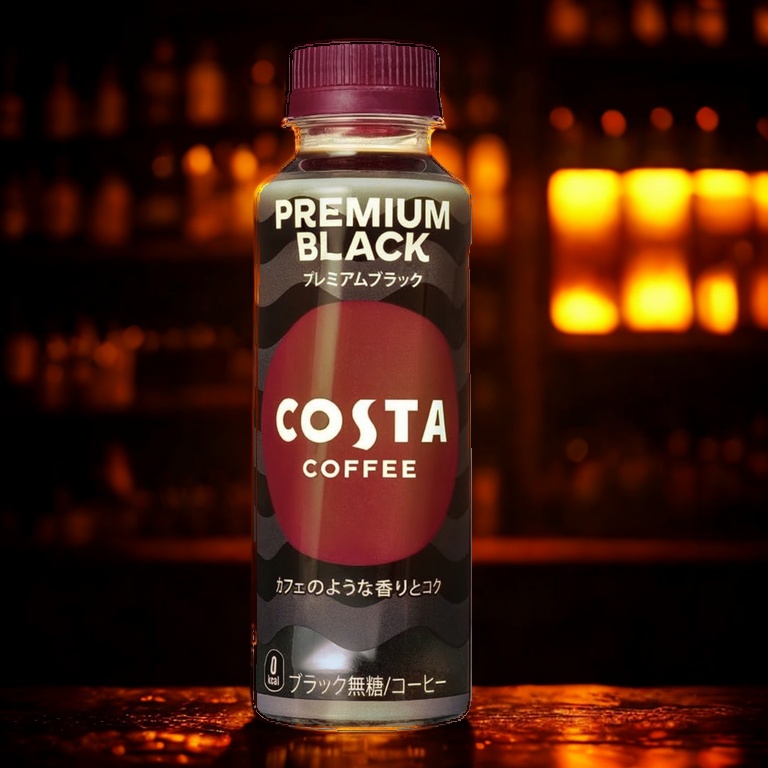 PREMIUM
BLACK
プレミアムブラック
COSTA
COFFEE
カフェのような香りとコク
0
kcal
ブラック無糖/コーヒー